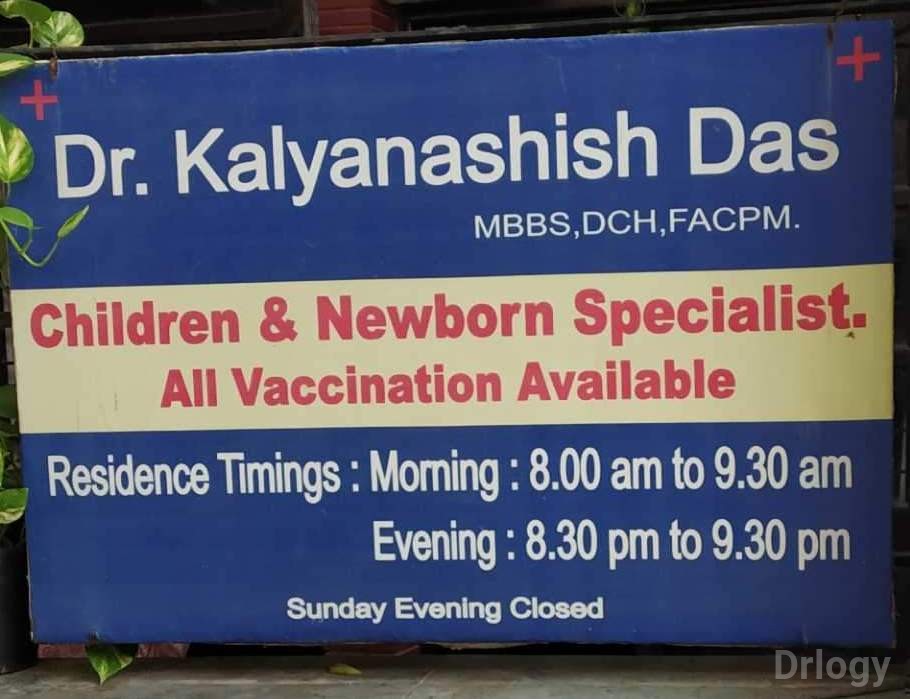 Dr. Kalyanashish Das
MBBS,DCH,FACPM.
Children & Newborn Specialist.
All Vaccination Available
Residence Timings : Morning : 8.00 am to 9.30 am
Evening : 8.30 pm to 9.30 pm
Sunday Evening Closed
Drlogy